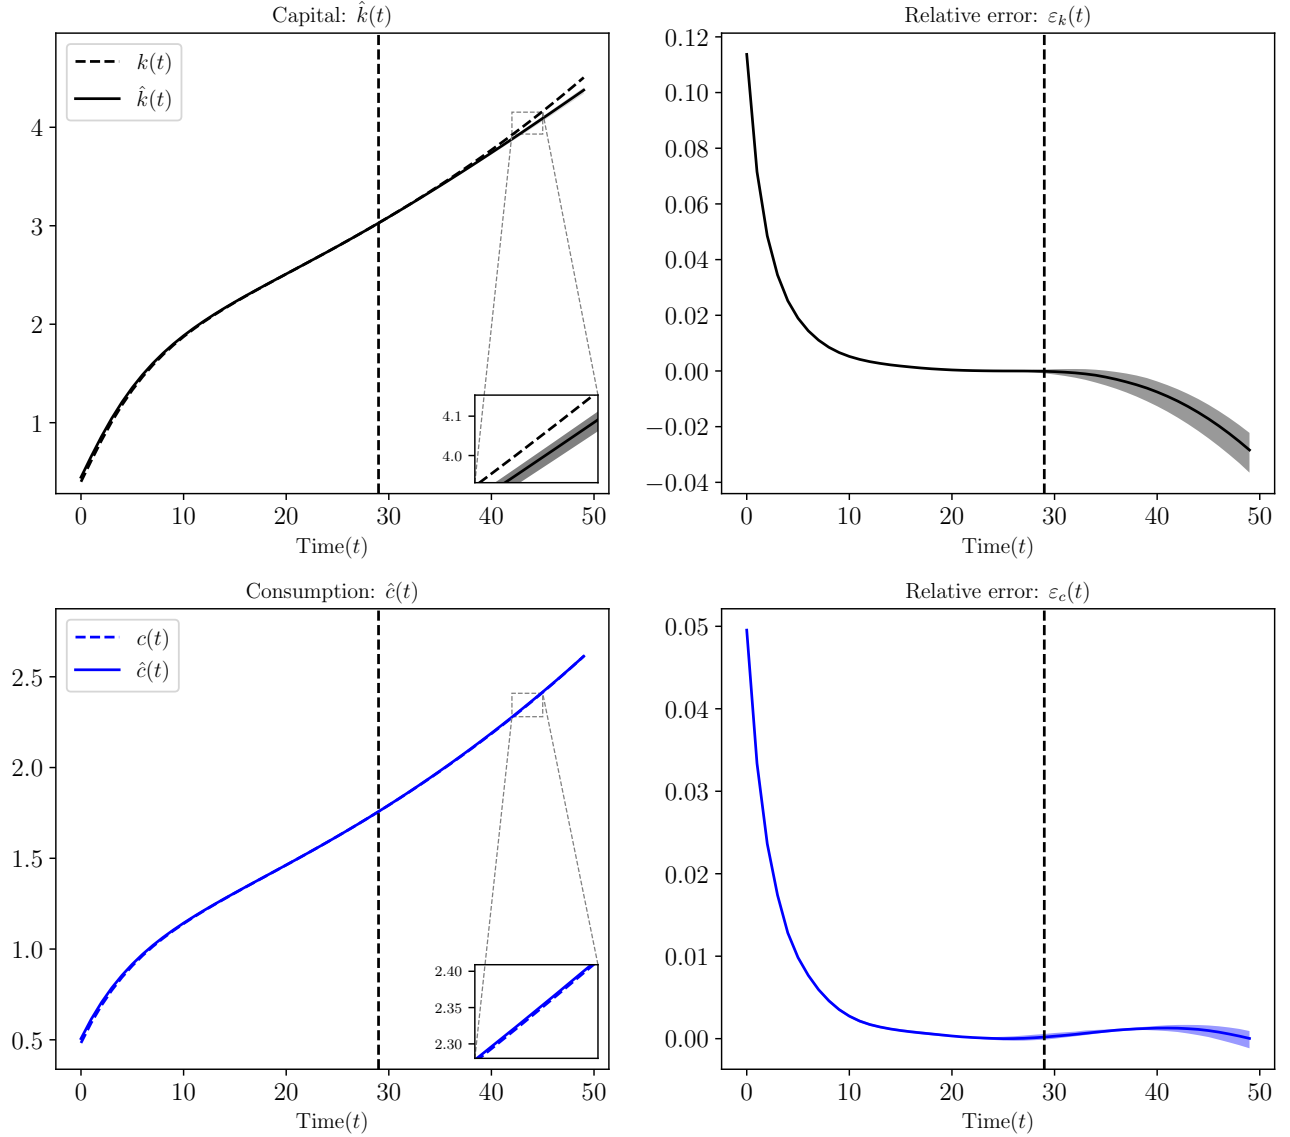 Capital: k̂(t)
k(t)
k̂(t)
4
3
2
1
4.1
4.0
0 10 20 30 40 50
Time(t)
Relative error: ε_k(t)
0.12
0.10
0.08
0.06
0.04
0.02
0.00
−0.02
−0.04
0 10 20 30 40 50
Time(t)
Consumption: ĉ(t)
c(t)
ĉ(t)
2.5
2.0
1.5
1.0
0.5
2.40
2.35
2.30
0 10 20 30 40 50
Time(t)
Relative error: ε_c(t)
0.05
0.04
0.03
0.02
0.01
0.00
0 10 20 30 40 50
Time(t)